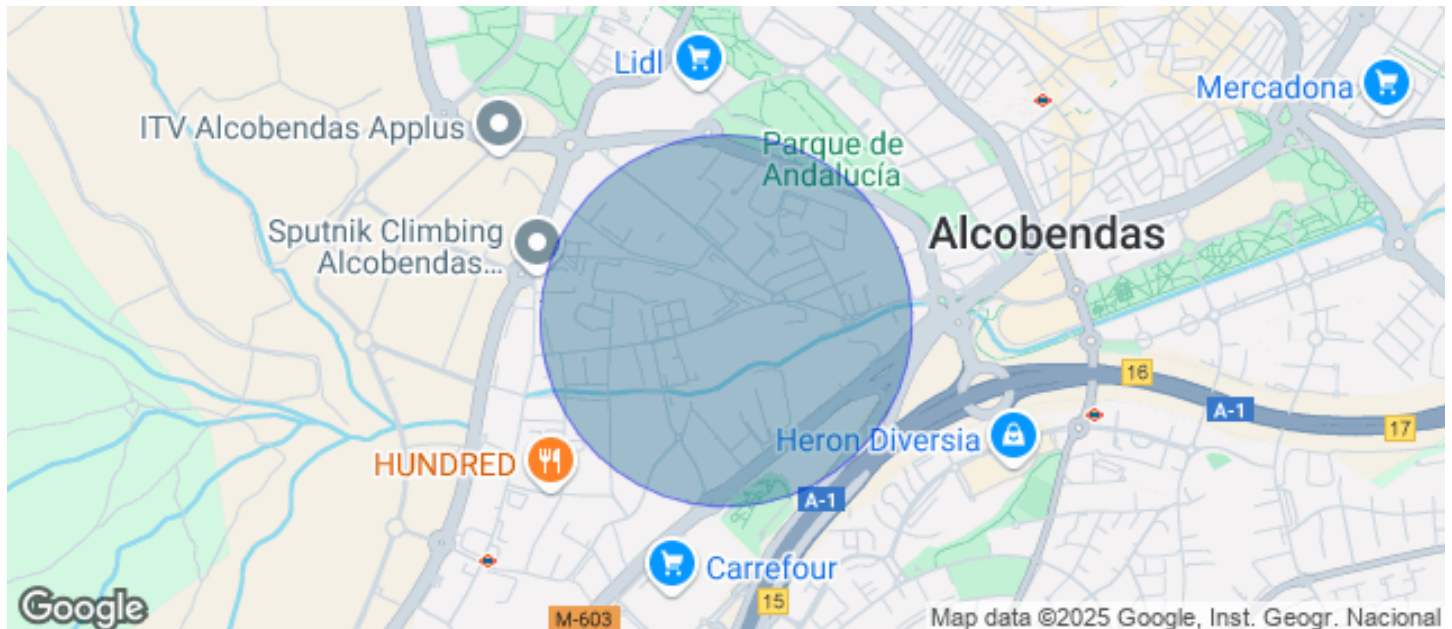 Lidl
Mercadona
ITV Alcobendas Applus
Parque de
Andalucía
Sputnik Climbing
Alcobendas...
Alcobendas
16
A-1
17
Heron Diversia
HUNDRED
A-1
Carrefour
15
Google
M-603
Map data ©2025 Google, Inst. Geogr. Nacional